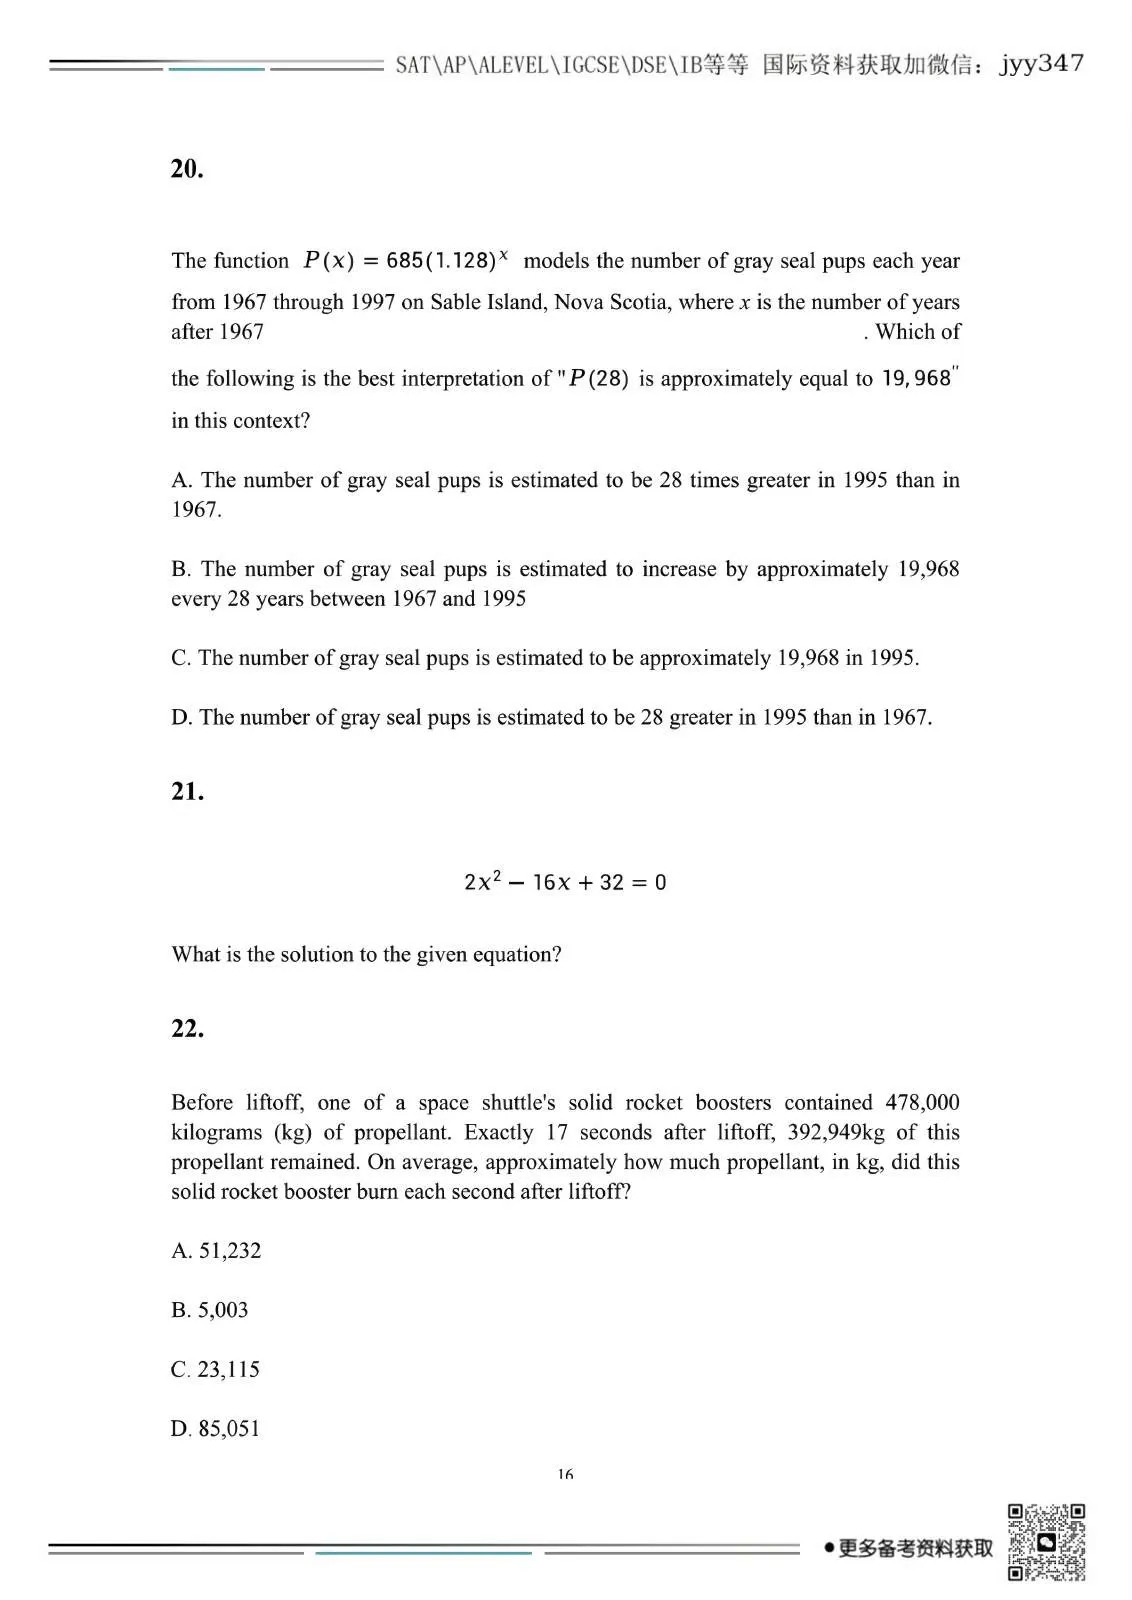 SAT\AP\ALEVEL\IGCSE\DSE\IB等等 国际资料获取加微信: jyy347
20.
The function P(x) = 685(1.128)^x models the number of gray seal pups each year
from 1967 through 1997 on Sable Island, Nova Scotia, where x is the number of years
after 1967 . Which of
the following is the best interpretation of "P(28) is approximately equal to 19,968"
in this context?
A. The number of gray seal pups is estimated to be 28 times greater in 1995 than in
1967.
B. The number of gray seal pups is estimated to increase by approximately 19,968
every 28 years between 1967 and 1995
C. The number of gray seal pups is estimated to be approximately 19,968 in 1995.
D. The number of gray seal pups is estimated to be 28 greater in 1995 than in 1967.
21.
2x² − 16x + 32 = 0
What is the solution to the given equation?
22.
Before liftoff, one of a space shuttle's solid rocket boosters contained 478,000
kilograms (kg) of propellant. Exactly 17 seconds after liftoff, 392,949kg of this
propellant remained. On average, approximately how much propellant, in kg, did this
solid rocket booster burn each second after liftoff?
A. 51,232
B. 5,003
C. 23,115
D. 85,051
16
●更多备考资料获取